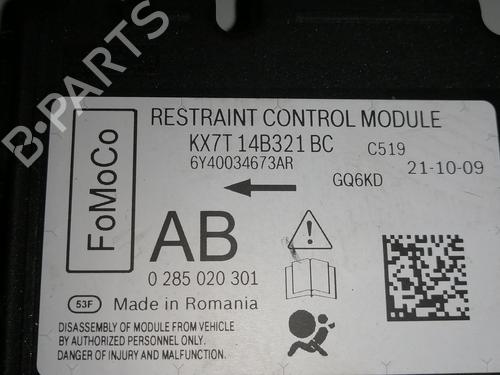 B-PARTS
RESTRAINT CONTROL MODULE
KX7T 14B321 BC C519
6Y40034673AR 21-10-09
GQ6KD
FoMoCo
AB
0 285 020 301
53F Made in Romania
DISASSEMBLY OF MODULE FROM VEHICLE
BY AUTHORIZED PERSONNEL ONLY.
DANGER OF INJURY AND MALFUNCTION.